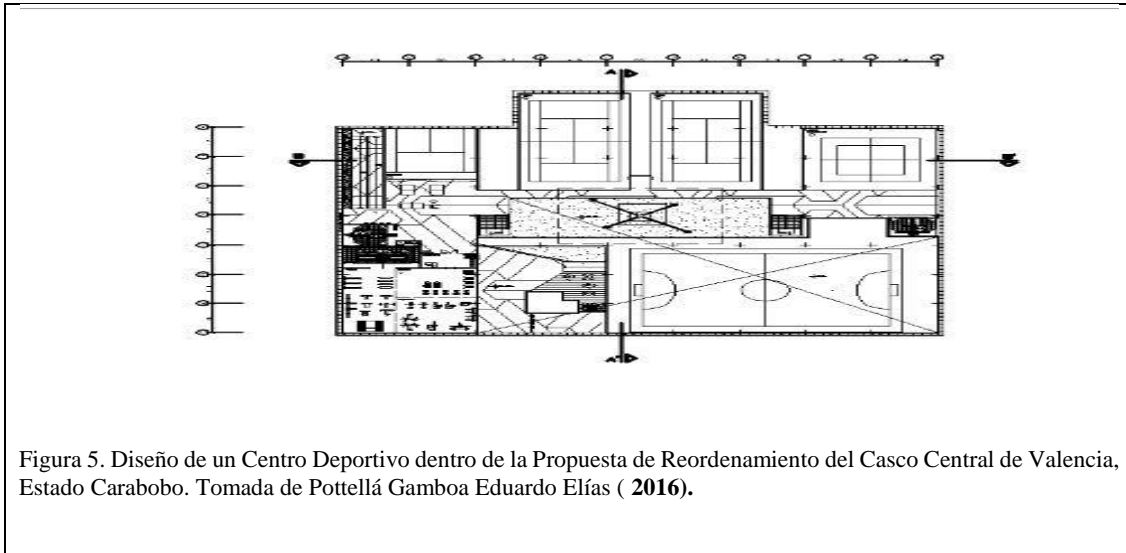 A
A'
Figura 5. Diseño de un Centro Deportivo dentro de la Propuesta de Reordenamiento del Casco Central de Valencia,
Estado Carabobo. Tomada de Pottellá Gamboa Eduardo Elías ( 2016).